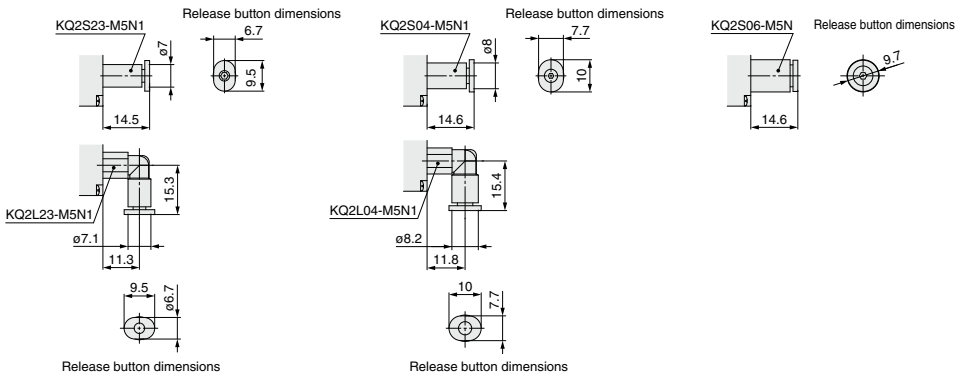 Release button dimensions
KQ2S23-M5N1
ø7
6.7
9.5
14.5
Release button dimensions
KQ2S04-M5N1
ø8
7.7
10
14.6
KQ2S06-M5N
Release button dimensions
9.7
14.6
15.3
KQ2L23-M5N1
ø7.1
11.3
9.5
ø6.7
Release button dimensions
15.4
KQ2L04-M5N1
ø8.2
11.8
10
7.7
Release button dimensions